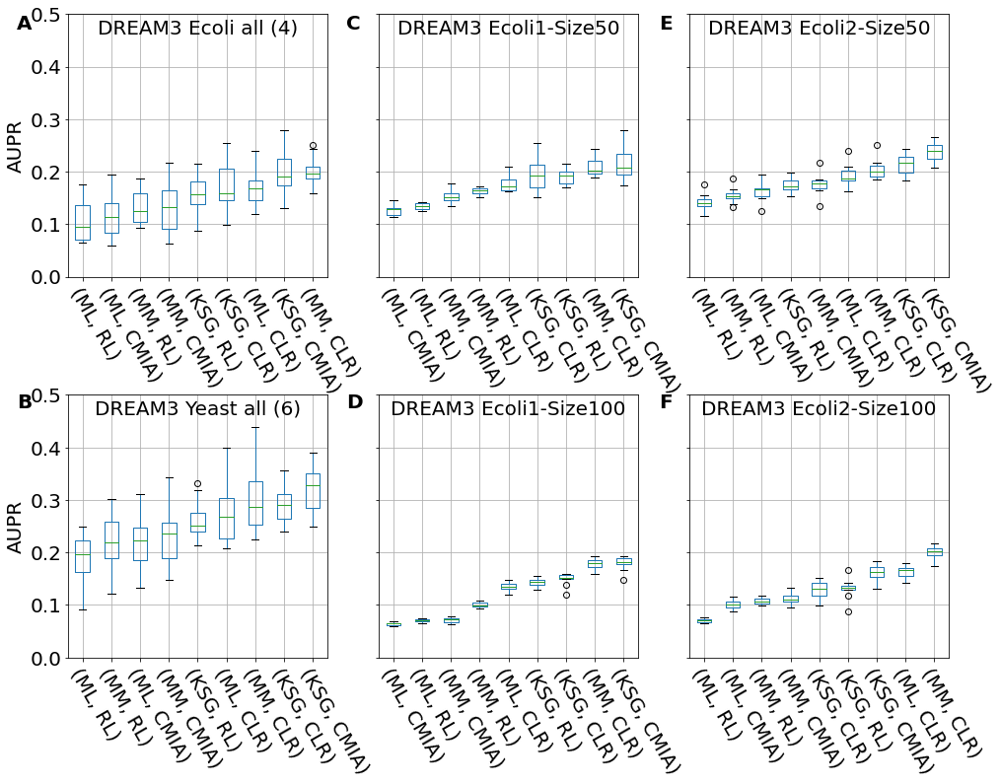 A
DREAM3 Ecoli all (4)
AUPR
0.5
0.4
0.3
0.2
0.1
0.0
(ML, RL)
(ML, CMIA)
(MM, RL)
(MM, CMIA)
(KSG, RL)
(KSG, CLR)
(ML, CLR)
(KSG, CMIA)
(MM, CLR)
C
DREAM3 Ecoli1-Size50
(ML, CMIA)
(ML, RL)
(MM, CMIA)
(MM, RL)
(ML, CLR)
(KSG, CLR)
(KSG, RL)
(MM, CLR)
(KSG, CMIA)
E
DREAM3 Ecoli2-Size50
(ML, RL)
(MM, RL)
(ML, CMIA)
(KSG, RL)
(MM, CMIA)
(ML, CLR)
(MM, CLR)
(KSG, CLR)
(KSG, CMIA)
B
DREAM3 Yeast all (6)
AUPR
0.5
0.4
0.3
0.2
0.1
0.0
(ML, RL)
(MM, RL)
(ML, CMIA)
(MM, CMIA)
(KSG, RL)
(ML, CLR)
(MM, CLR)
(KSG, CLR)
(KSG, CMIA)
D
DREAM3 Ecoli1-Size100
(ML, CMIA)
(ML, RL)
(MM, CMIA)
(MM, RL)
(ML, CLR)
(KSG, RL)
(KSG, CLR)
(MM, CLR)
(KSG, CMIA)
F
DREAM3 Ecoli2-Size100
(ML, RL)
(ML, CMIA)
(MM, RL)
(MM, CMIA)
(KSG, CLR)
(KSG, RL)
(KSG, CMIA)
(ML, CLR)
(MM, CLR)